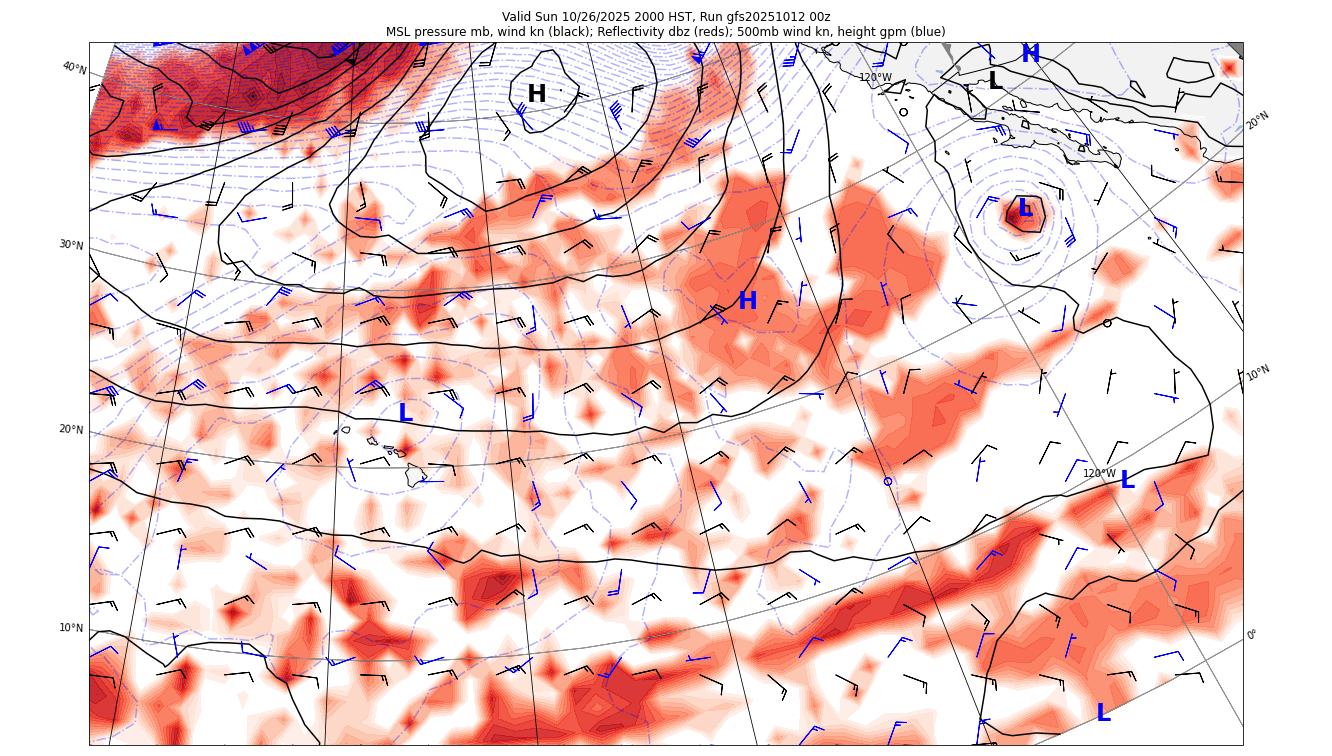 Valid Sun 10/26/2025 2000 HST, Run gfs20251012 00z
MSL pressure mb, wind kn (black); Reflectivity dbz (reds); 500mb wind kn, height gpm (blue)
H
40°N
120°W
L
H
20°N
L
30°N
H
10°N
L
20°N
120°W
L
10°N
0°
L